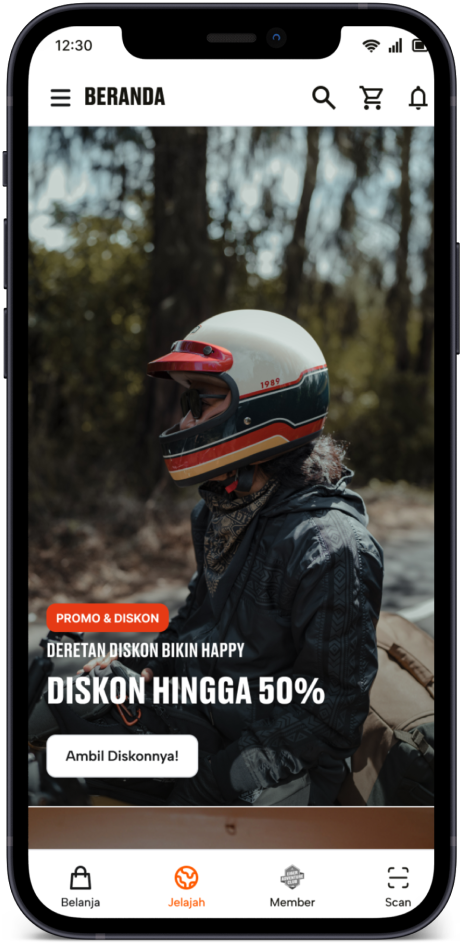 12:30
BERANDA
1989
PROMO & DISKON
DERETAN DISKON BIKIN HAPPY
DISKON HINGGA 50%
Ambil Diskonnya!
Belanja
Jelajah
Member
Scan